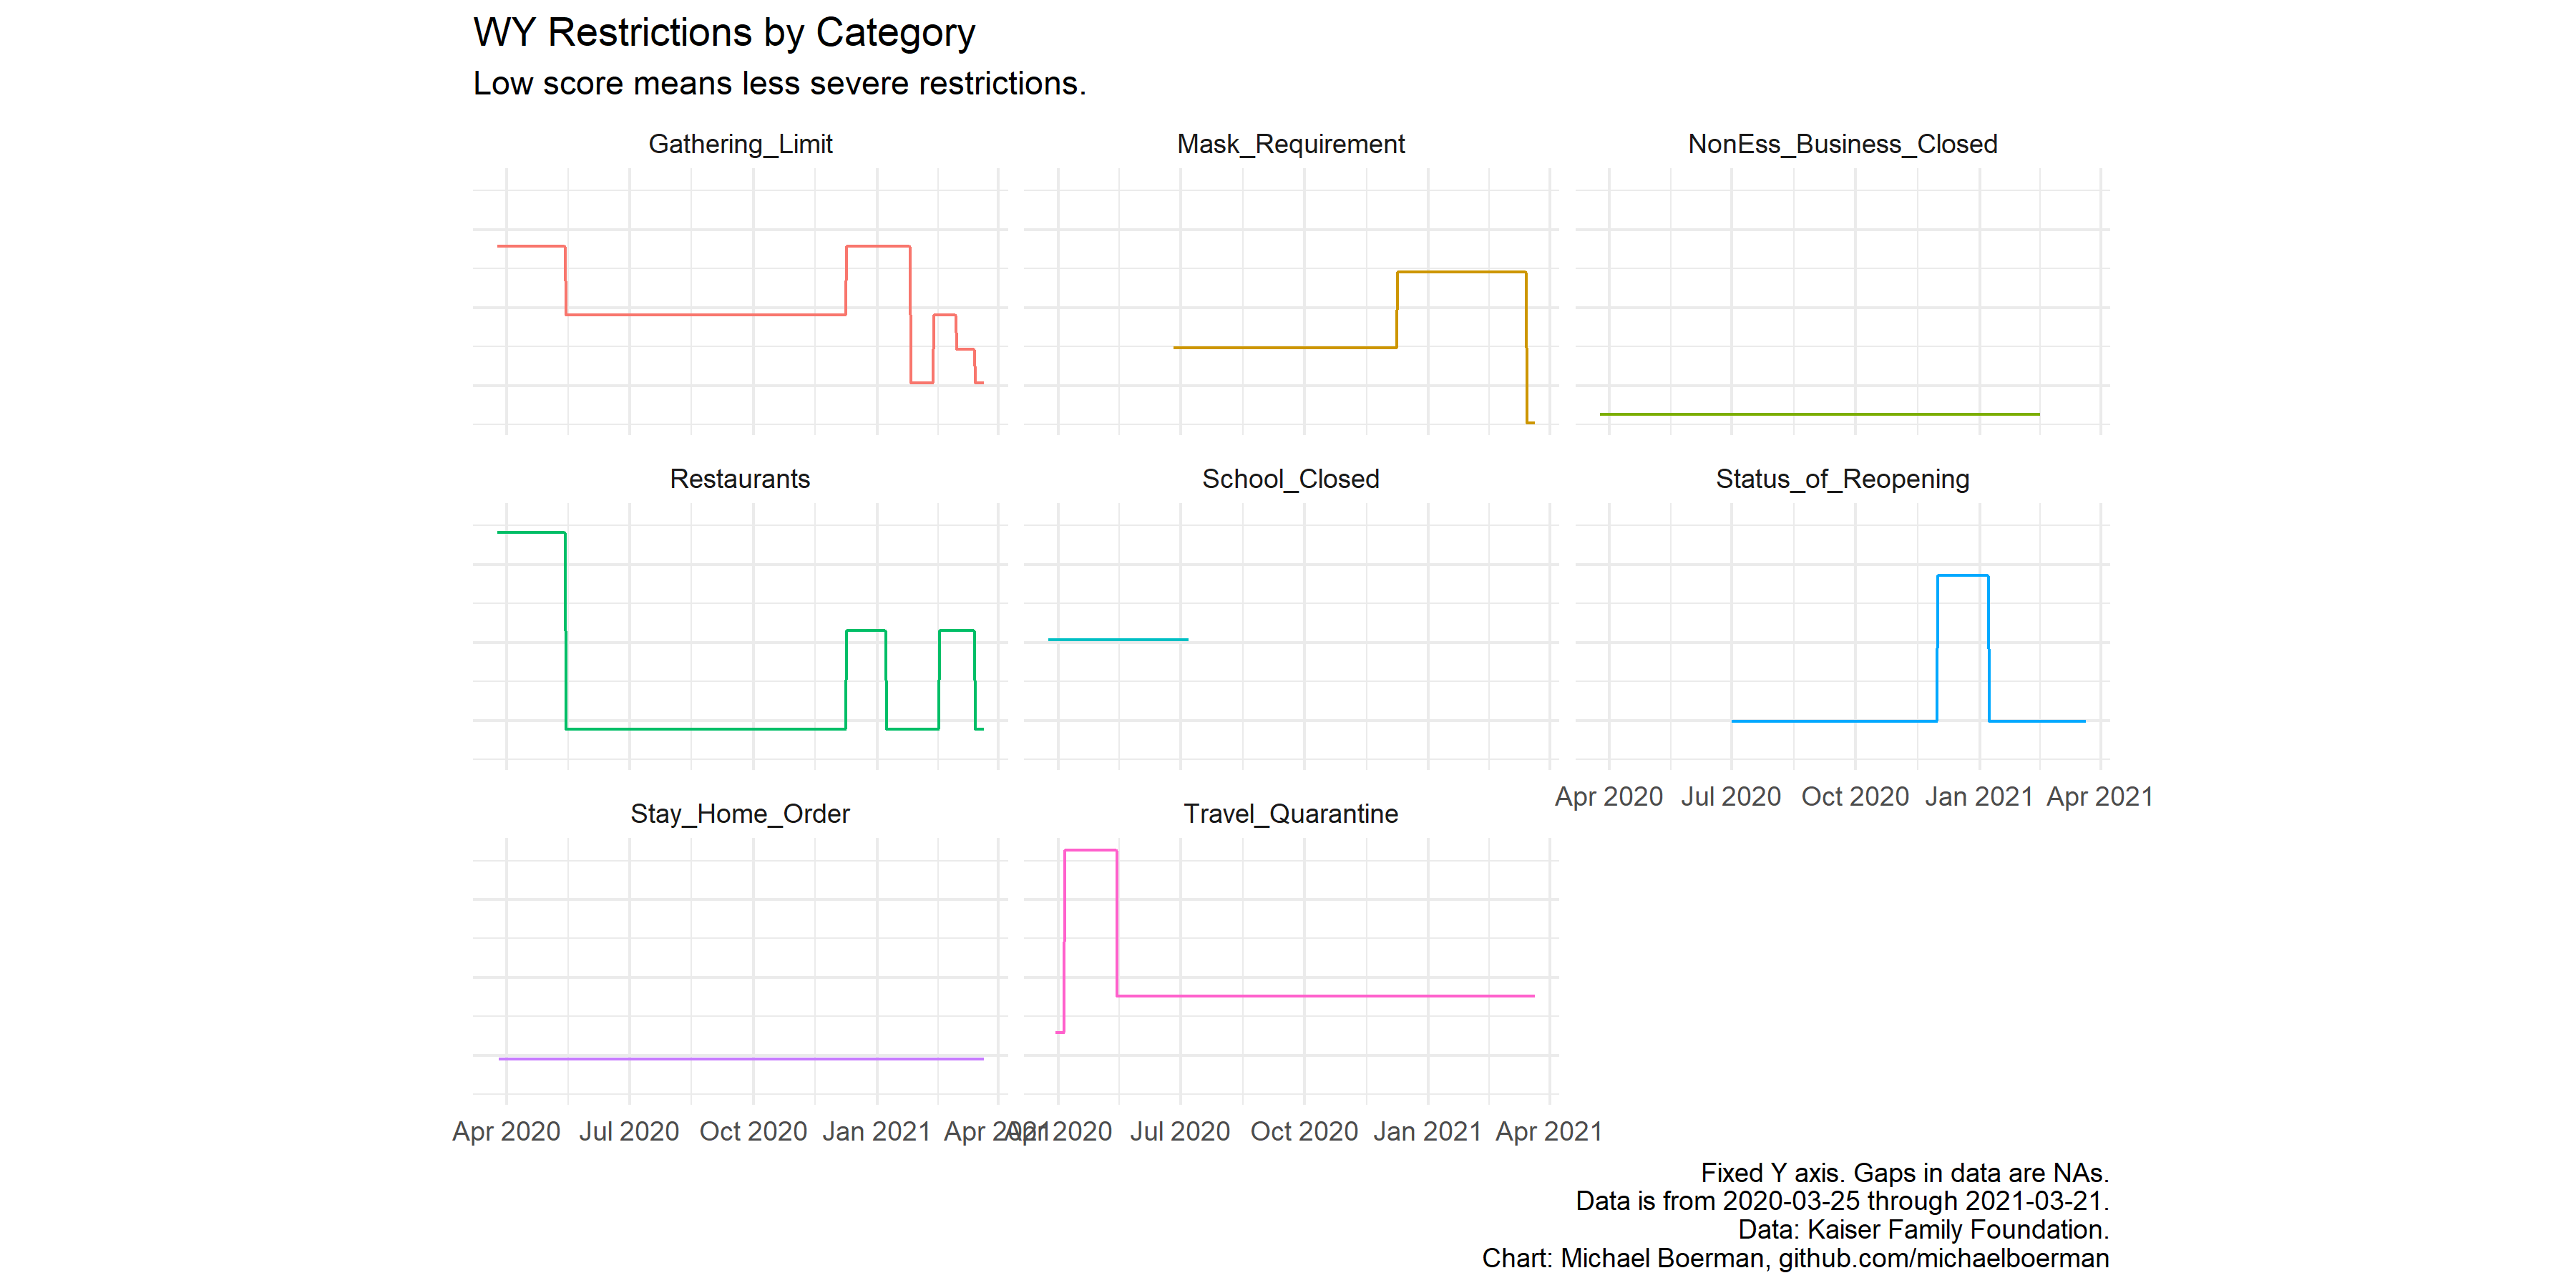 WY Restrictions by Category
Low score means less severe restrictions.
Gathering_Limit
Mask_Requirement
NonEss_Business_Closed
Restaurants
School_Closed
Status_of_Reopening
Apr 2020 Jul 2020 Oct 2020 Jan 2021 Apr 2021
Stay_Home_Order
Travel_Quarantine
Apr 2020 Jul 2020 Oct 2020 Jan 2021 Apr 2021
Apr 2020 Jul 2020 Oct 2020 Jan 2021 Apr 2021
Fixed Y axis. Gaps in data are NAs.
Data is from 2020-03-25 through 2021-03-21.
Data: Kaiser Family Foundation.
Chart: Michael Boerman, github.com/michaelboerman